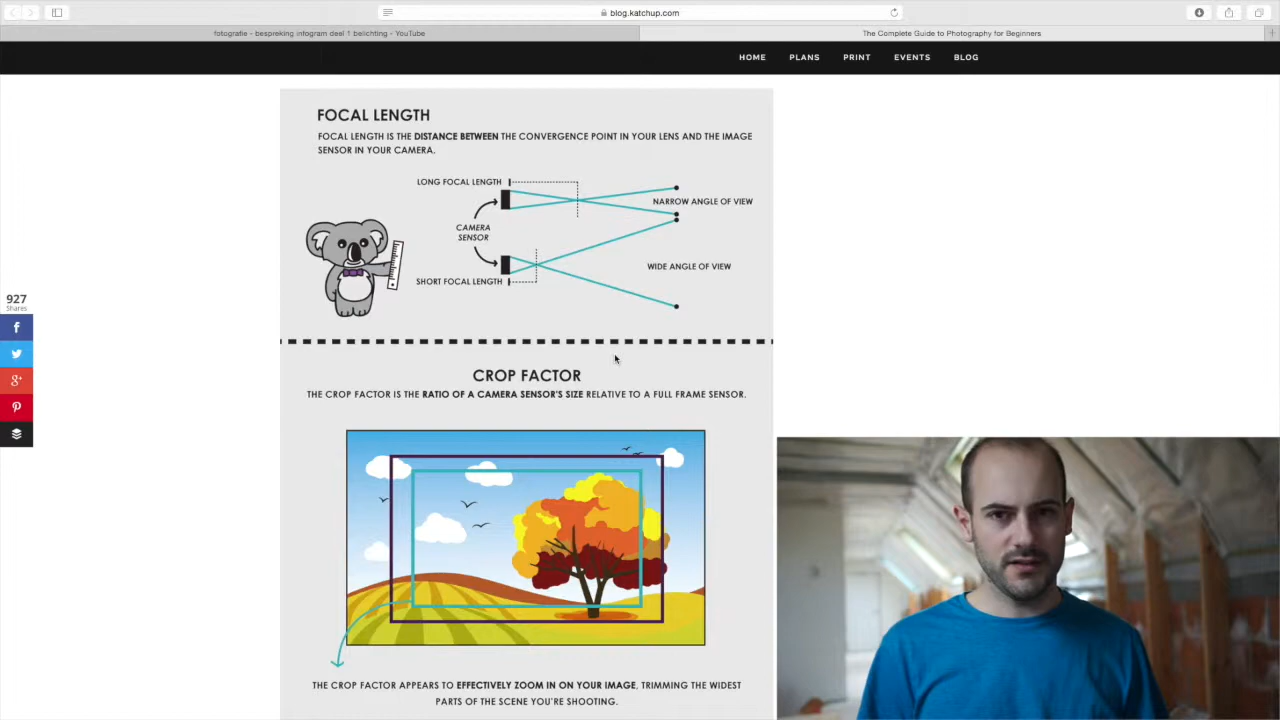 blog.katchup.com
fotografie - bespreking infogram deel 1 belichting - YouTube
The Complete Guide to Photography for Beginners
HOME
PLANS
PRINT
EVENTS
BLOG
FOCAL LENGTH
FOCAL LENGTH IS THE DISTANCE BETWEEN THE CONVERGENCE POINT IN YOUR LENS AND THE IMAGE
SENSOR IN YOUR CAMERA.
LONG FOCAL LENGTH
NARROW ANGLE OF VIEW
CAMERA
SENSOR
WIDE ANGLE OF VIEW
SHORT FOCAL LENGTH
927
Shares
CROP FACTOR
THE CROP FACTOR IS THE RATIO OF A CAMERA SENSOR'S SIZE RELATIVE TO A FULL FRAME SENSOR.
THE CROP FACTOR APPEARS TO EFFECTIVELY ZOOM IN ON YOUR IMAGE, TRIMMING THE WIDEST
PARTS OF THE SCENE YOU'RE SHOOTING.